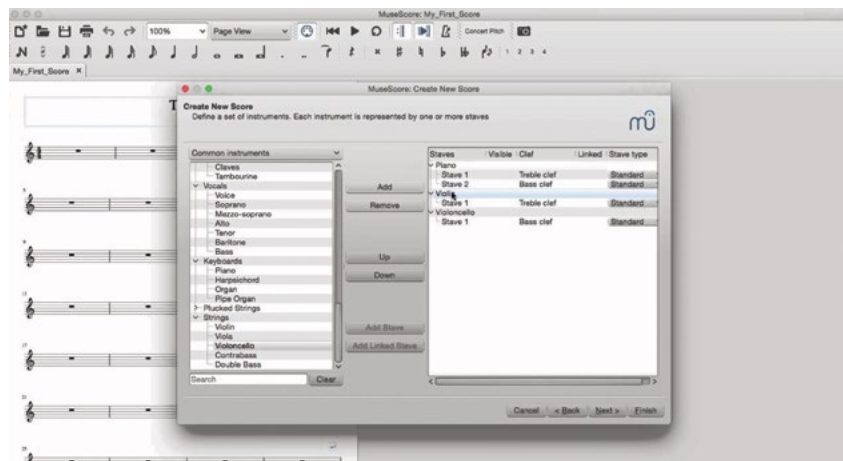 MuseScore: My_First_Score
100%
Page View
Concert Pitch
1 2 3 4
My_First_Score
MuseScore: Create New Score
T
Create New Score
Define a set of instruments. Each instrument is represented by one or more staves
mu
Common instruments
Claves
Tambourine
Vocals
Voice
Soprano
Mezzo-soprano
Alto
Tenor
Baritone
Bass
Keyboards
Piano
Harpsichord
Organ
Pipe Organ
Plucked Strings
Strings
Violin
Viola
Violoncello
Contrabass
Double Bass
Search
Clear
Add
Remove
Up
Down
Add Stave
Add Linked Stave
Staves Visible Clef Linked Stave type
Piano
Stave 1 Treble clef Standard
Stave 2 Bass clef Standard
Violin
Stave 1 Treble clef Standard
Violoncello
Stave 1 Bass clef Standard
Cancel < Back Next > Finish